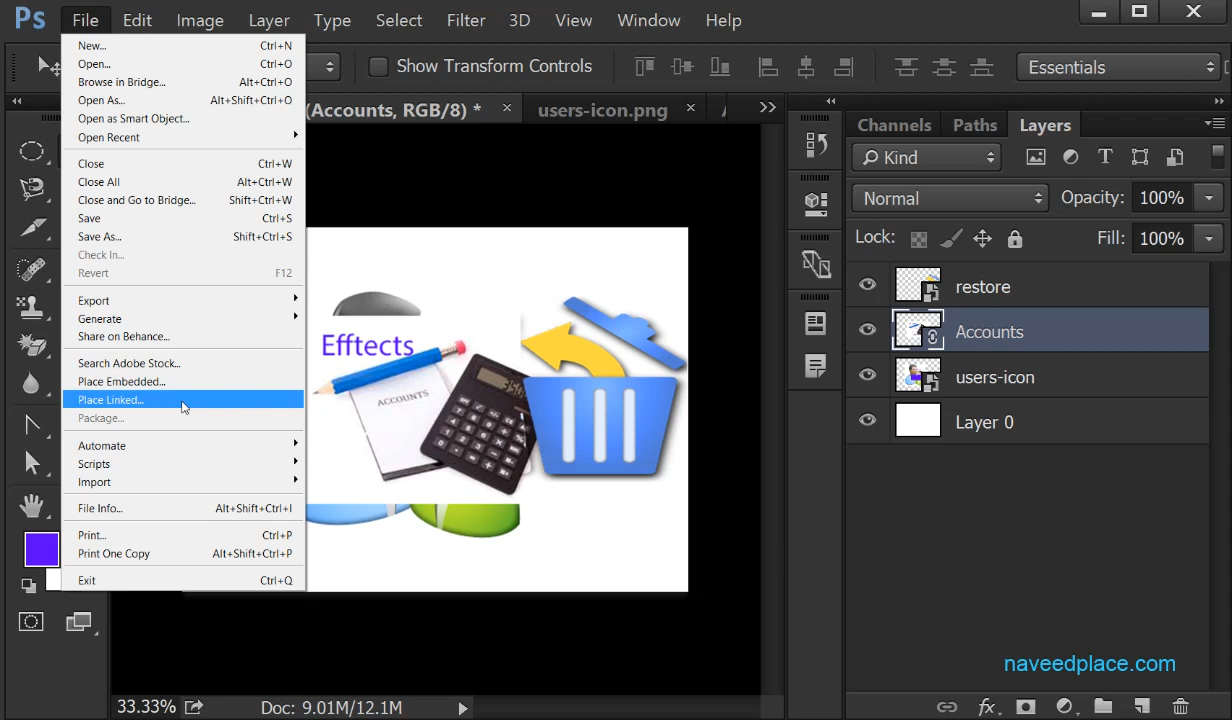 Ps File Edit Image Layer Type Select Filter 3D View Window Help
New... Ctrl+N
Open... Ctrl+O
Browse in Bridge... Alt+Ctrl+O
Open As... Alt+Shift+Ctrl+O
Open as Smart Object...
Open Recent
Close Ctrl+W
Close All Alt+Ctrl+W
Close and Go to Bridge... Shift+Ctrl+W
Save Ctrl+S
Save As... Shift+Ctrl+S
Check In...
Revert F12
Export
Generate
Share on Behance...
Search Adobe Stock...
Place Embedded...
Place Linked...
Package...
Automate
Scripts
Import
File Info... Alt+Shift+Ctrl+I
Print... Ctrl+P
Print One Copy Alt+Shift+Ctrl+P
Exit Ctrl+Q
Show Transform Controls
Essentials
(Accounts, RGB/8) * × users-icon.png ×
Efftects
ACCOUNTS
Channels Paths Layers
Kind
Normal Opacity: 100%
Lock: Fill: 100%
restore
Accounts
users-icon
Layer 0
naveedplace.com
33.33% Doc: 9.01M/12.1M
fx